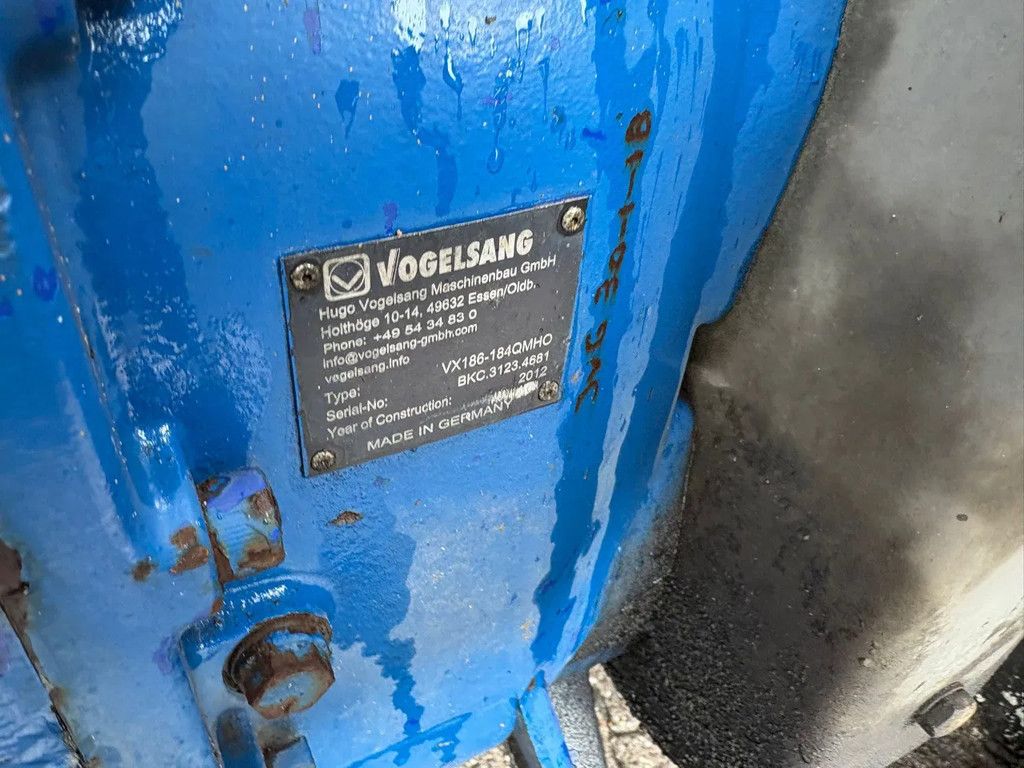 VOGELSANG
Hugo Vogelsang Maschinenbau GmbH
Holthöge 10-14, 49632 Essen/Oldb.
Phone: +49 54 34 83 0
info@vogelsang-gmbh.com
vogelsang.info
Type: VX186-184QMHO
Serial-No: BKC.3123.4681
Year of Construction: 2012
MADE IN GERMANY